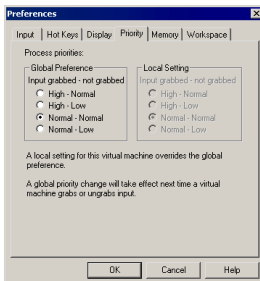 Preferences
Input Hot Keys Display Priority Memory Workspace
Process priorities:
Global Preference
Input grabbed - not grabbed
High - Normal
High - Low
Normal - Normal
Normal - Low
Local Setting
Input grabbed - not grabbed
High - Normal
High - Low
Normal - Normal
Normal - Low
A local setting for this virtual machine overrides the global
preference.
A global priority change will take effect next time a virtual
machine grabs or ungrabs input.
OK Cancel Help